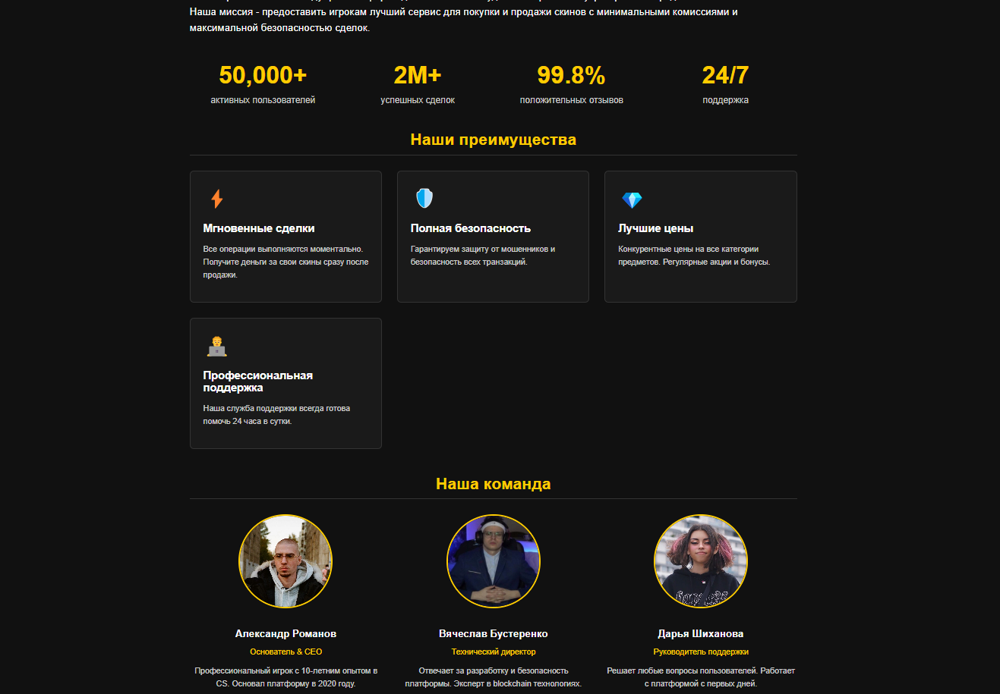 Наша миссия - предоставить игрокам лучший сервис для покупки и продажи скинов с минимальными комиссиями и
максимальной безопасностью сделок.
50,000+
активных пользователей
2M+
успешных сделок
99.8%
положительных отзывов
24/7
поддержка
Наши преимущества
Мгновенные сделки
Все операции выполняются моментально.
Получите деньги за свои скины сразу после
продажи.
Полная безопасность
Гарантируем защиту от мошенников и
безопасность всех транзакций.
Лучшие цены
Конкурентные цены на все категории
предметов. Регулярные акции и бонусы.
Профессиональная
поддержка
Наша служба поддержки всегда готова
помочь 24 часа в сутки.
Наша команда
Александр Романов
Основатель & CEO
Профессиональный игрок с 10-летним опытом в
CS. Основал платформу в 2020 году.
Вячеслав Бустеренко
Технический директор
Отвечает за разработку и безопасность
платформы. Эксперт в blockchain технологиях.
Дарья Шиханова
Руководитель поддержки
Решает любые вопросы пользователей. Работает
с платформой с первых дней.